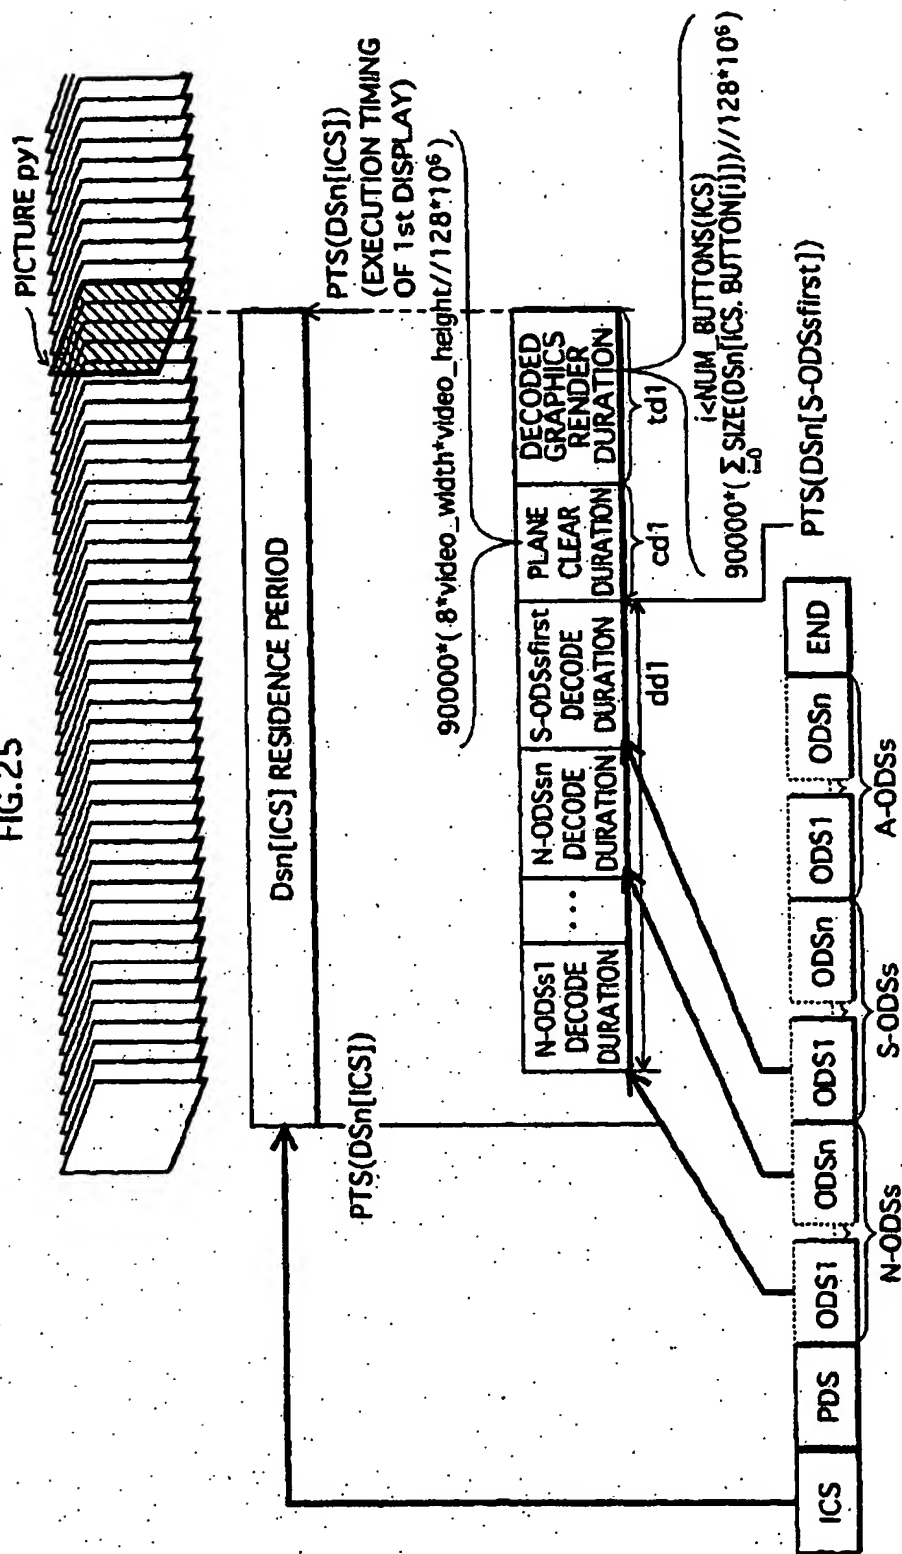 FIG.25
PICTURE py1
Dsn[ICS] RESIDENCE PERIOD
PTS(DSn[ICS])
PTS(DSn[ICS])
(EXECUTION TIMING
OF 1st DISPLAY)
90000*( 8*video_width*video_height//128*10⁶)
N-ODSs1
DECODE
DURATION
...
N-ODSsn
DECODE
DURATION
S-ODSsfirst
DECODE
DURATION
PLANE
CLEAR
DURATION
DECODED
GRAPHICS
RENDER
DURATION
dd1
cd1
td1
i<NUM_BUTTONS(ICS)
90000*( Σ SIZE(DSn[ICS. BUTTON[i]])//128*10⁶)
i=0
PTS(DSn[S-ODSsfirst])
ICS
PDS
ODS1
ODSn
ODS1
ODSn
ODS1
ODSn
END
N-ODSs
S-ODSs
A-ODSs